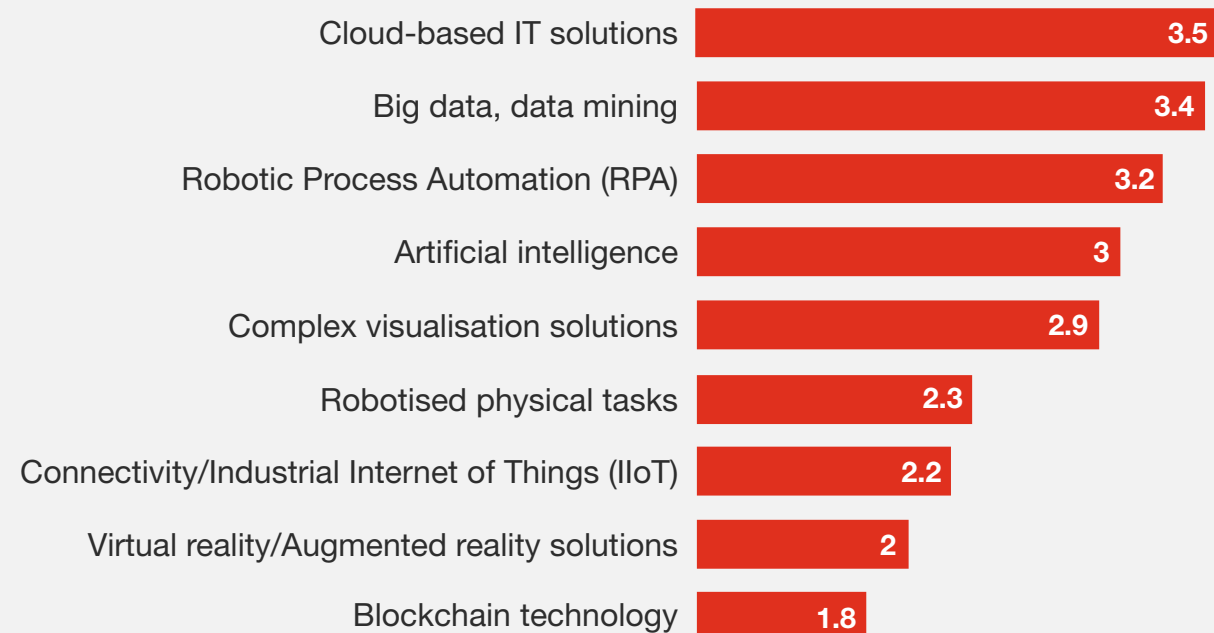 Cloud-based IT solutions 3.5
Big data, data mining 3.4
Robotic Process Automation (RPA) 3.2
Artificial intelligence 3
Complex visualisation solutions 2.9
Robotised physical tasks 2.3
Connectivity/Industrial Internet of Things (IIoT) 2.2
Virtual reality/Augmented reality solutions 2
Blockchain technology 1.8